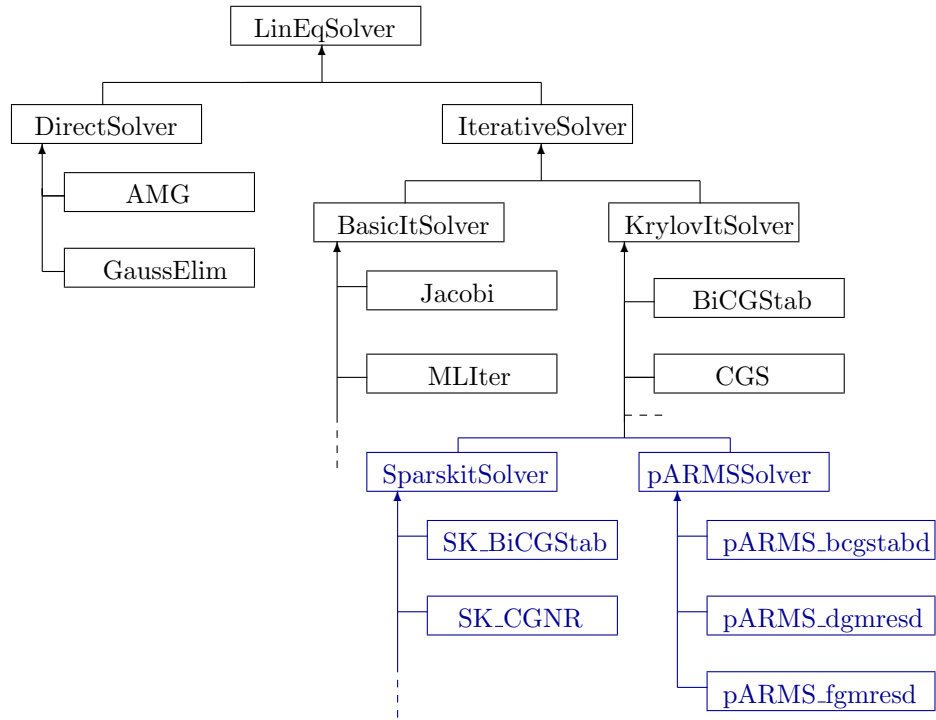 LinEqSolver
DirectSolver
IterativeSolver
AMG
GaussElim
BasicItSolver
KrylovItSolver
Jacobi
BiCGStab
MLIter
CGS
SparskitSolver
pARMSSolver
SK_BiCGStab
pARMS_bcgstabd
SK_CGNR
pARMS_dgmresd
pARMS_fgmresd